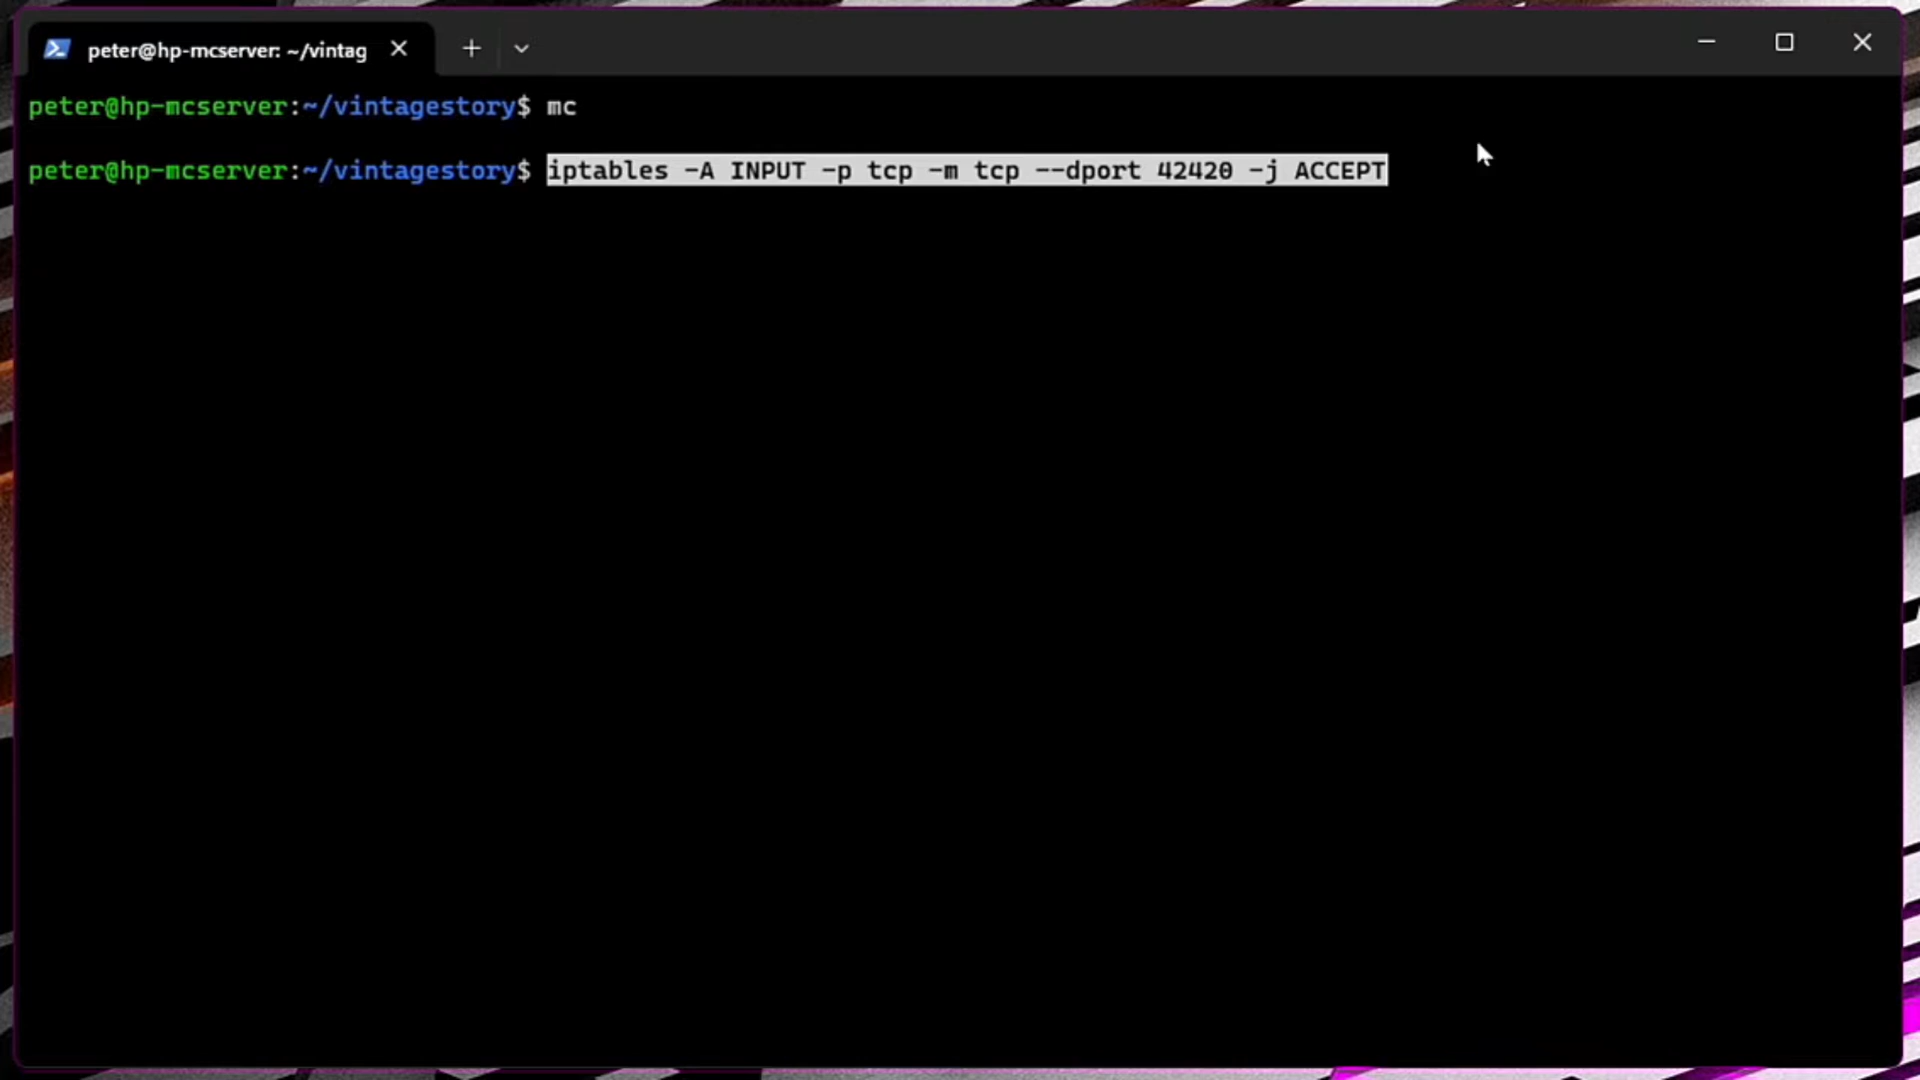 peter@hp-mcserver: ~/vintag
peter@hp-mcserver:~/vintagestory$ mc
peter@hp-mcserver:~/vintagestory$ iptables -A INPUT -p tcp -m tcp --dport 42420 -j ACCEPT